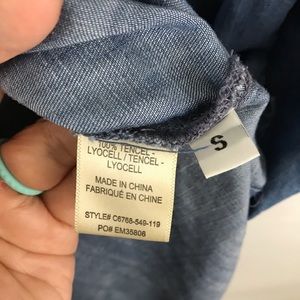 100% TENCEL -
LYOCELL / TENCEL -
LYOCELL
MADE IN CHINA
FABRIQUÉ EN CHINE
STYLE# C6768-549-119
PO# EM35806
S